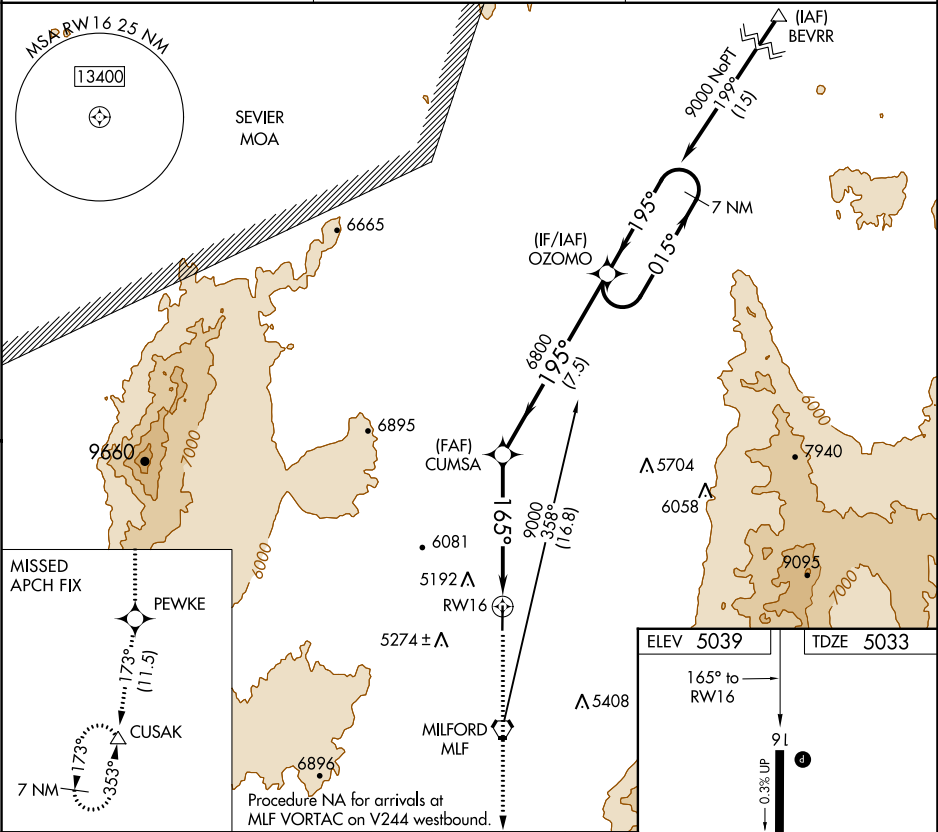 MSA RW16 25 NM
13400
SEVIER
MOA
(IAF)
BEVRR
9000 NoPT
199°
(15)
7 NM
195°
015°
(IF/IAF)
OZOMO
6665
6800
195°
(7.5)
6895
9660
7000
(FAF)
CUMSA
5704
6058
7940
6000
9000
358°
(16.8)
165°
6081
6000
5192
RW16
5274 ±
9095
7000
MISSED
APCH FIX
PEWKE
173°
(11.5)
CUSAK
173°
353°
7 NM
5408
MILFORD
MLF
6896
Procedure NA for arrivals at
MLF VORTAC on V244 westbound.
ELEV 5039
TDZE 5033
165° to
RW16
16
P
0.3% UP